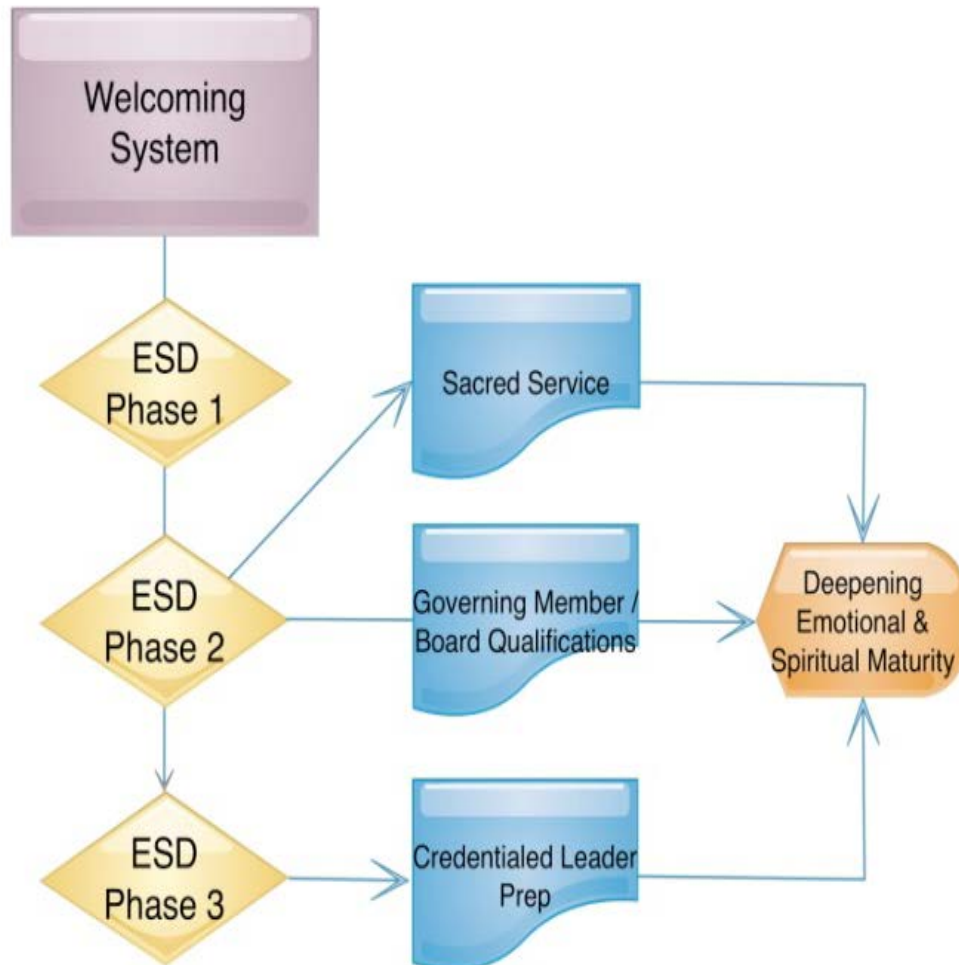 Welcoming
System
ESD
Phase 1
Sacred Service
ESD
Phase 2
Governing Member /
Board Qualifications
Deepening
Emotional &
Spiritual Maturity
ESD
Phase 3
Credentialed Leader
Prep